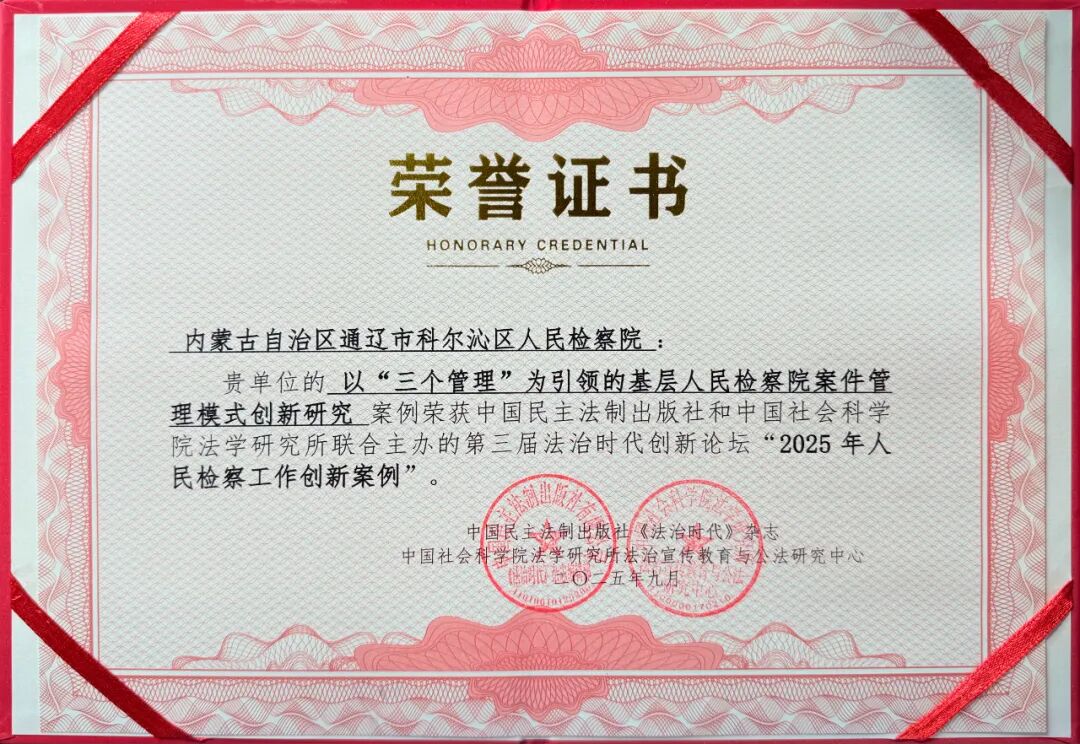 荣誉证书
HONORARY CREDENTIAL
内蒙古自治区通辽市科尔沁区人民检察院：
贵单位的 以“三个管理”为引领的基层人民检察院案件管
理模式创新研究 案例荣获中国民主法制出版社和中国社会科学
院法学研究所联合主办的第三届法治时代创新论坛“2025 年人
民检察工作创新案例”。
中国民主法制出版社《法治时代》杂志
中国社会科学院法学研究所法治宣传教育与公法研究中心
二〇二五年九月